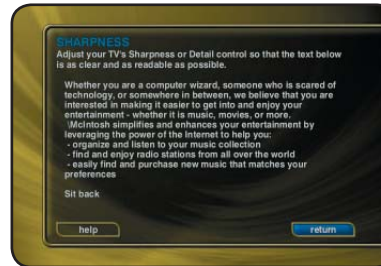 SHARPNESS
Adjust your TV's Sharpness or Detail control so that the text below
is as clear and as readable as possible.
Whether you are a computer wizard, someone who is scared of
technology, or somewhere in between, we believe that you are
interested in making it easier to get into and enjoy your
entertainment - whether it is music, movies, or more.
\McIntosh simplifies and enhances your entertainment by
leveraging the power of the Internet to help you:
- organize and listen to your music collection
- find and enjoy radio stations from all over the world
- easily find and purchase new music that matches your
preferences
Sit back
help
return